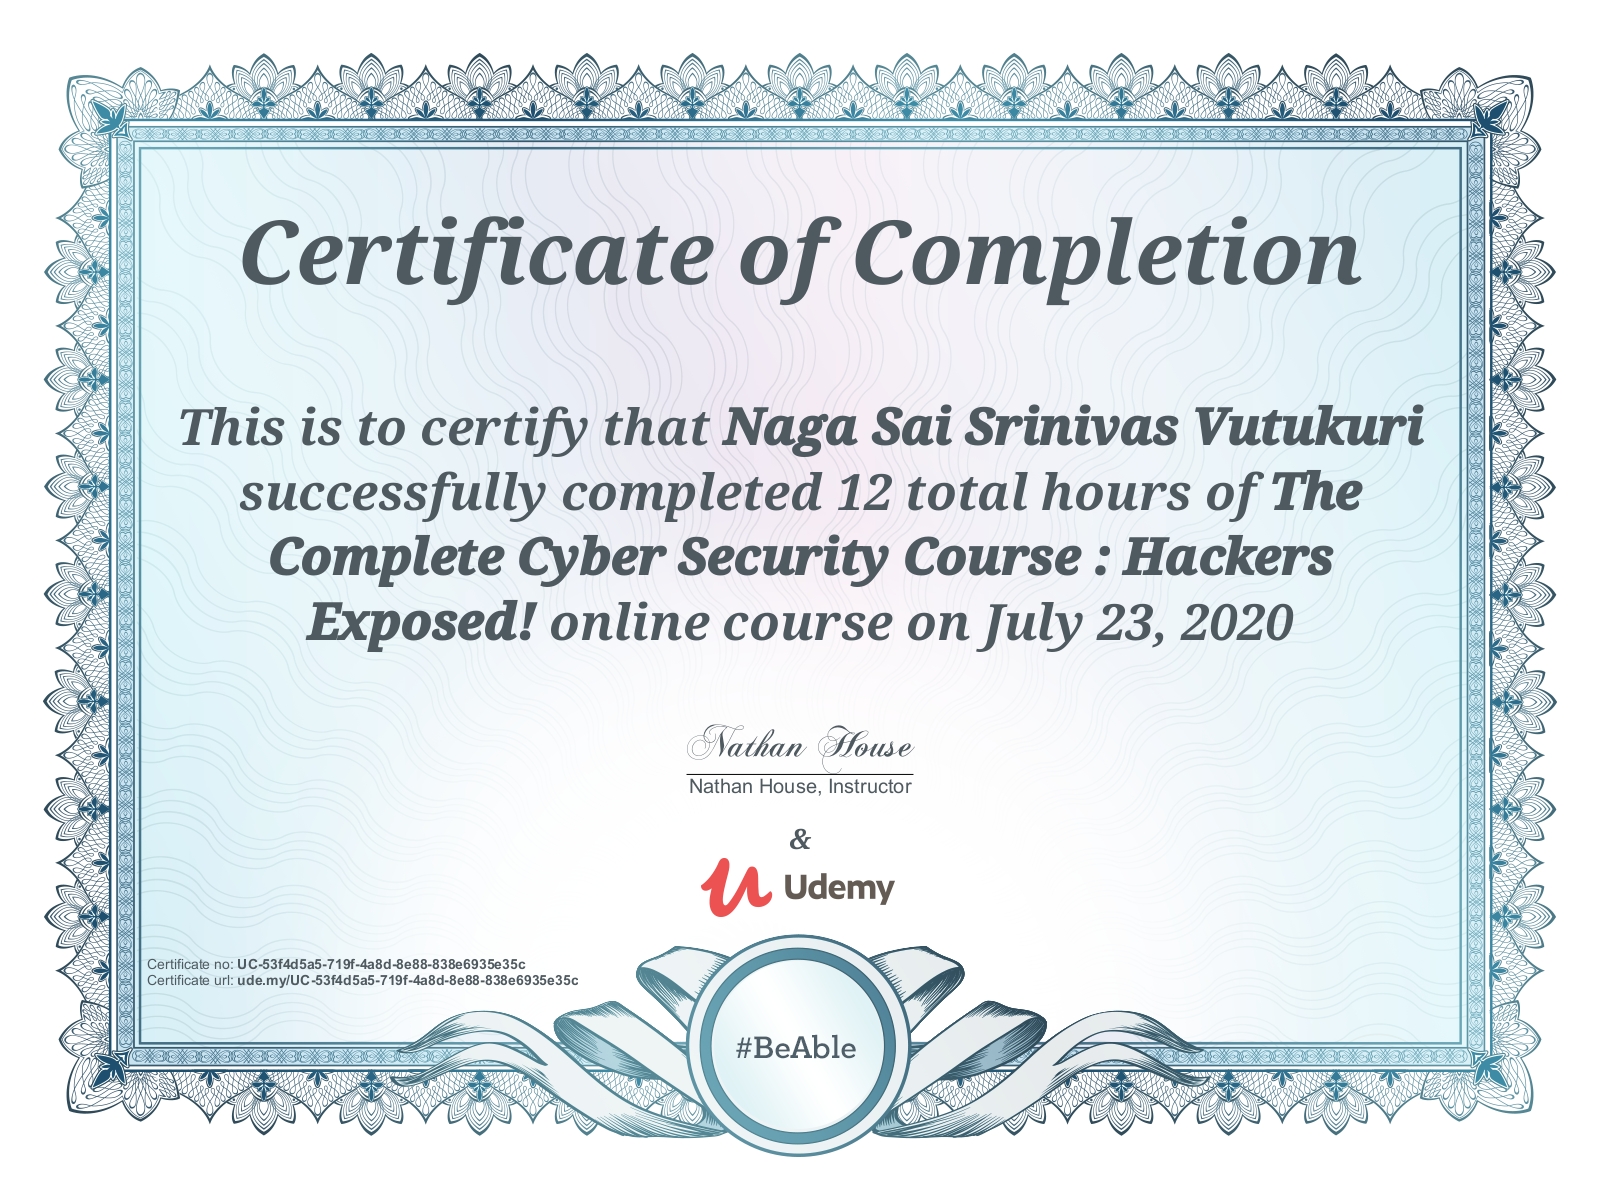 Certificate of Completion
This is to certify that Naga Sai Srinivas Vutukuri
successfully completed 12 total hours of The
Complete Cyber Security Course : Hackers
Exposed! online course on July 23, 2020
Nathan House
Nathan House, Instructor
&
Udemy
Certificate no: UC-53f4d5a5-719f-4a8d-8e88-838e6935e35c
Certificate url: ude.my/UC-53f4d5a5-719f-4a8d-8e88-838e6935e35c
#BeAble